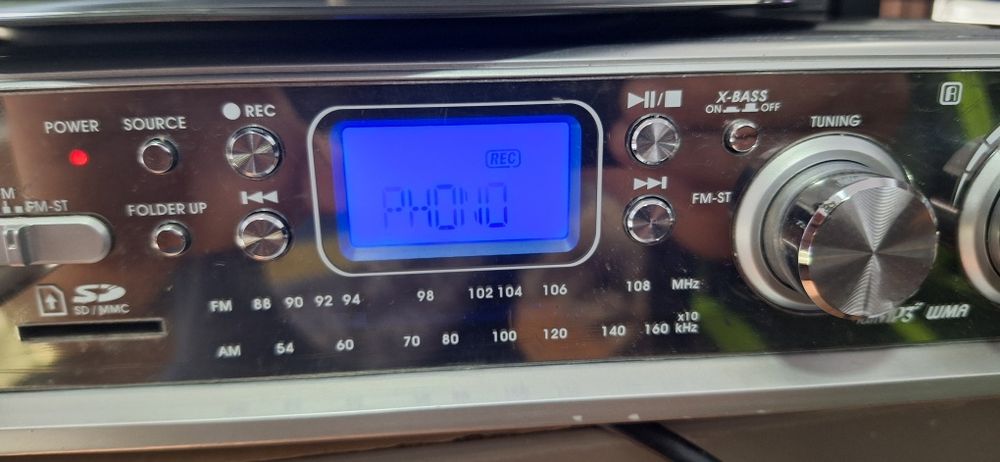 POWER
SOURCE
REC
X-BASS
ON OFF
TUNING
R
REC
PHONO
M
FM-ST
FOLDER UP
FM-ST
SD
SD / MMC
FM 88 90 92 94 98 102 104 106 108 MHz
AM 54 60 70 80 100 120 140 160 x10 kHz
WMA